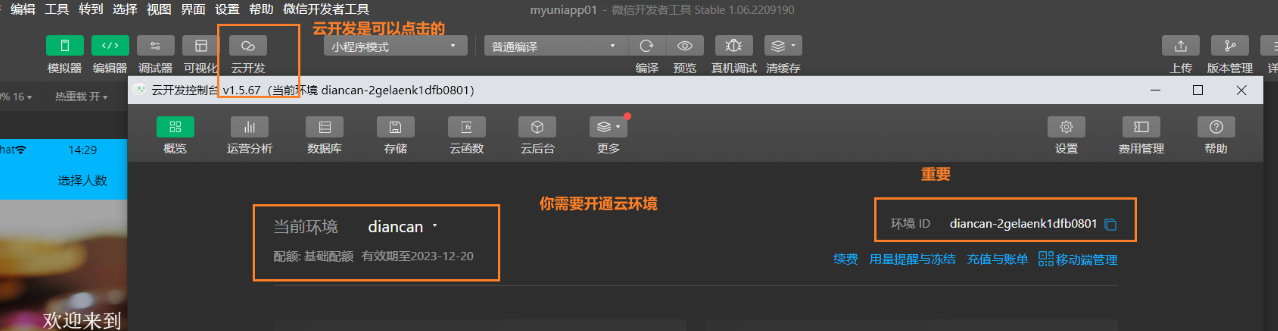 编辑 工具 转到 选择 视图 界面 设置 帮助 微信开发者工具
myuniapp01 - 微信开发者工具 Stable 1.06.2209190
云开发是可以点击的
小程序模式 普通编译
模拟器 编辑器 调试器 可视化 云开发 编译 预览 真机调试 清缓存 上传 版本管理
云开发控制台 v1.5.67（当前环境 diancan-2gelaenk1dfb0801）
% 16 热重载 开
概览 运营分析 数据库 存储 云函数 云后台 更多 设置 费用管理 帮助
hat 14:29
选择人数
重要
你需要开通云环境
当前环境 diancan
环境 ID diancan-2gelaenk1dfb0801
配额: 基础配额 有效期至2023-12-20
续费 用量提醒与冻结 充值与账单 移动端管理
欢迎来到